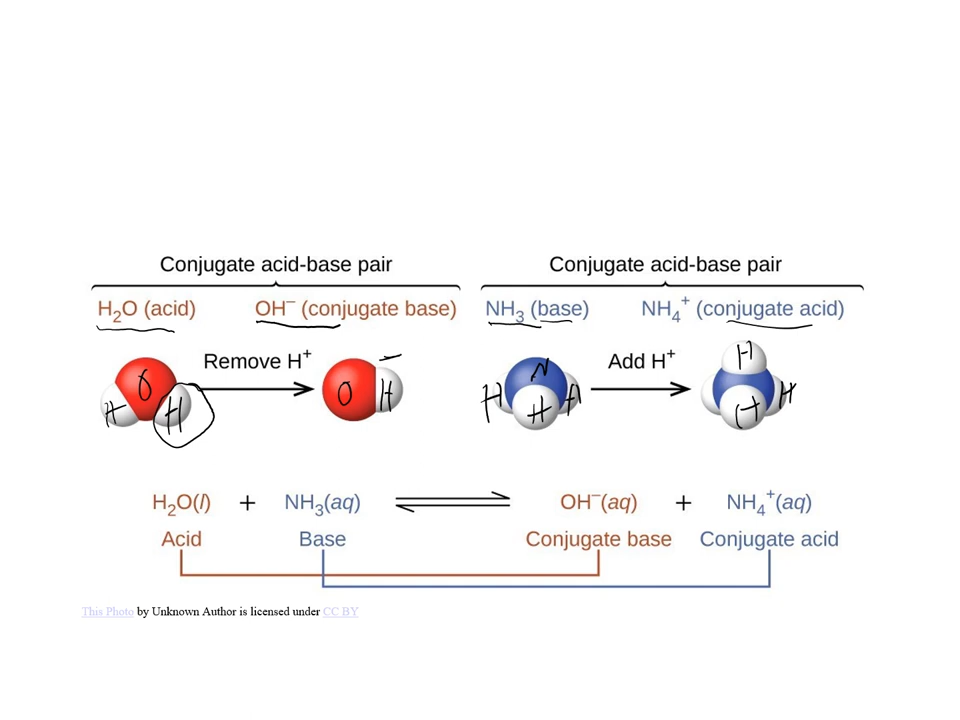 Conjugate acid-base pair
Conjugate acid-base pair
H₂O (acid)
OH⁻ (conjugate base)
NH₃ (base)
NH₄⁺ (conjugate acid)
Remove H⁺
Add H⁺
O
H
H
O
H
–
N
H
H
H
H
H
H
H₂O(l) + NH₃(aq) ⇌ OH⁻(aq) + NH₄⁺(aq)
Acid Base Conjugate base Conjugate acid
This Photo by Unknown Author is licensed under CC BY